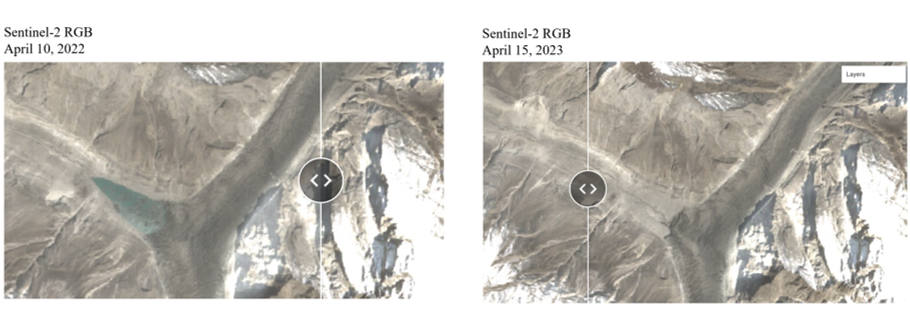 Sentinel-2 RGB
April 10, 2022
Sentinel-2 RGB
April 15, 2023
Layers